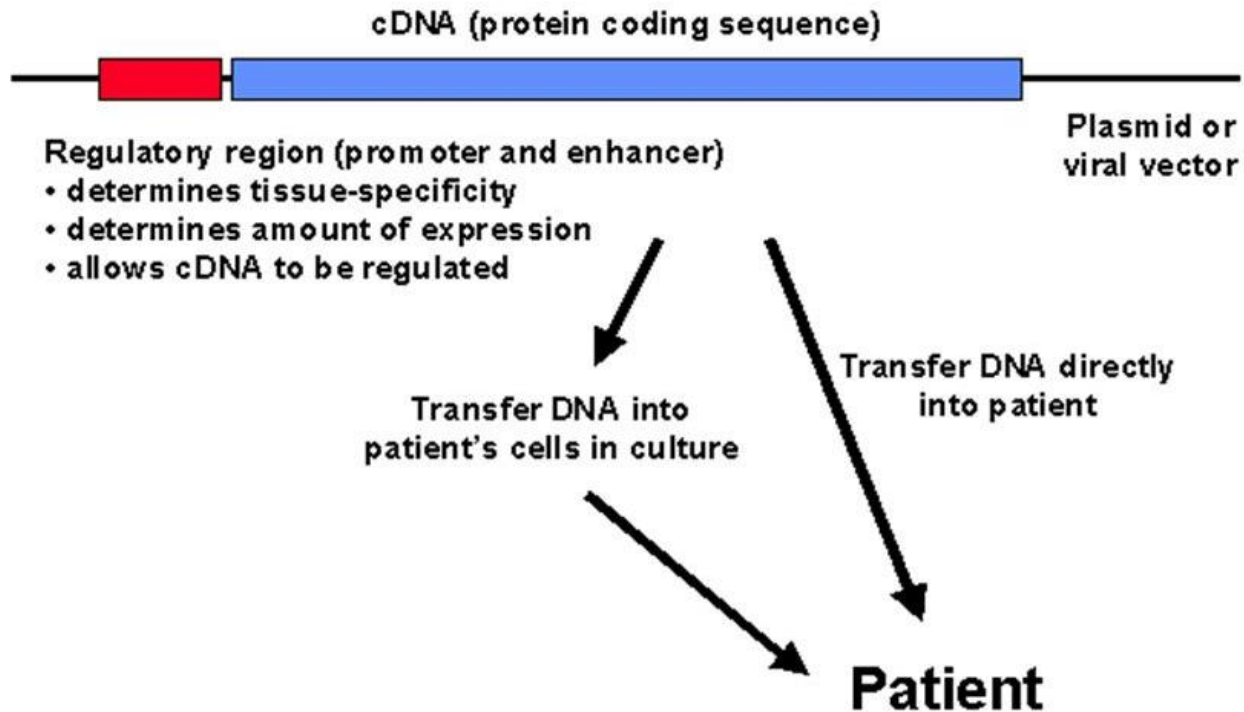 cDNA (protein coding sequence)
Regulatory region (promoter and enhancer)
• determines tissue-specificity
• determines amount of expression
• allows cDNA to be regulated
Plasmid or
viral vector
Transfer DNA into
patient's cells in culture
Transfer DNA directly
into patient
Patient